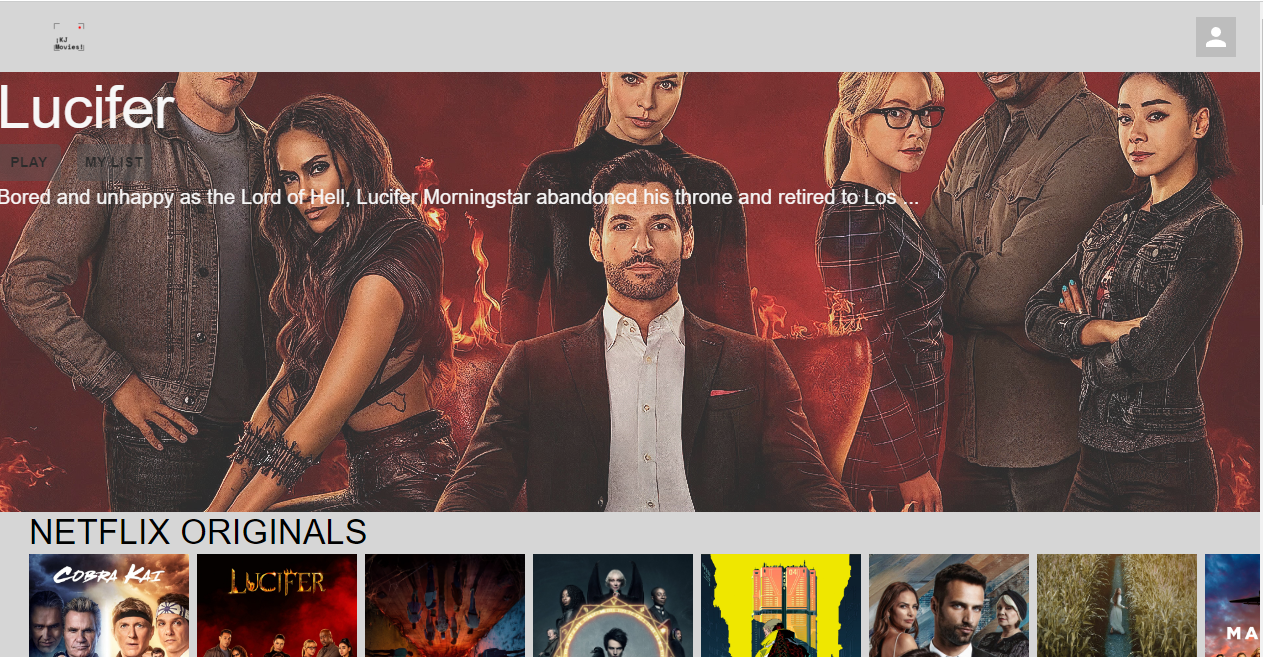 KJ
Movies!
Lucifer
PLAY MY LIST
Bored and unhappy as the Lord of Hell, Lucifer Morningstar abandoned his throne and retired to Los ...
NETFLIX ORIGINALS
COBRA KAI
LUCIFER
MA